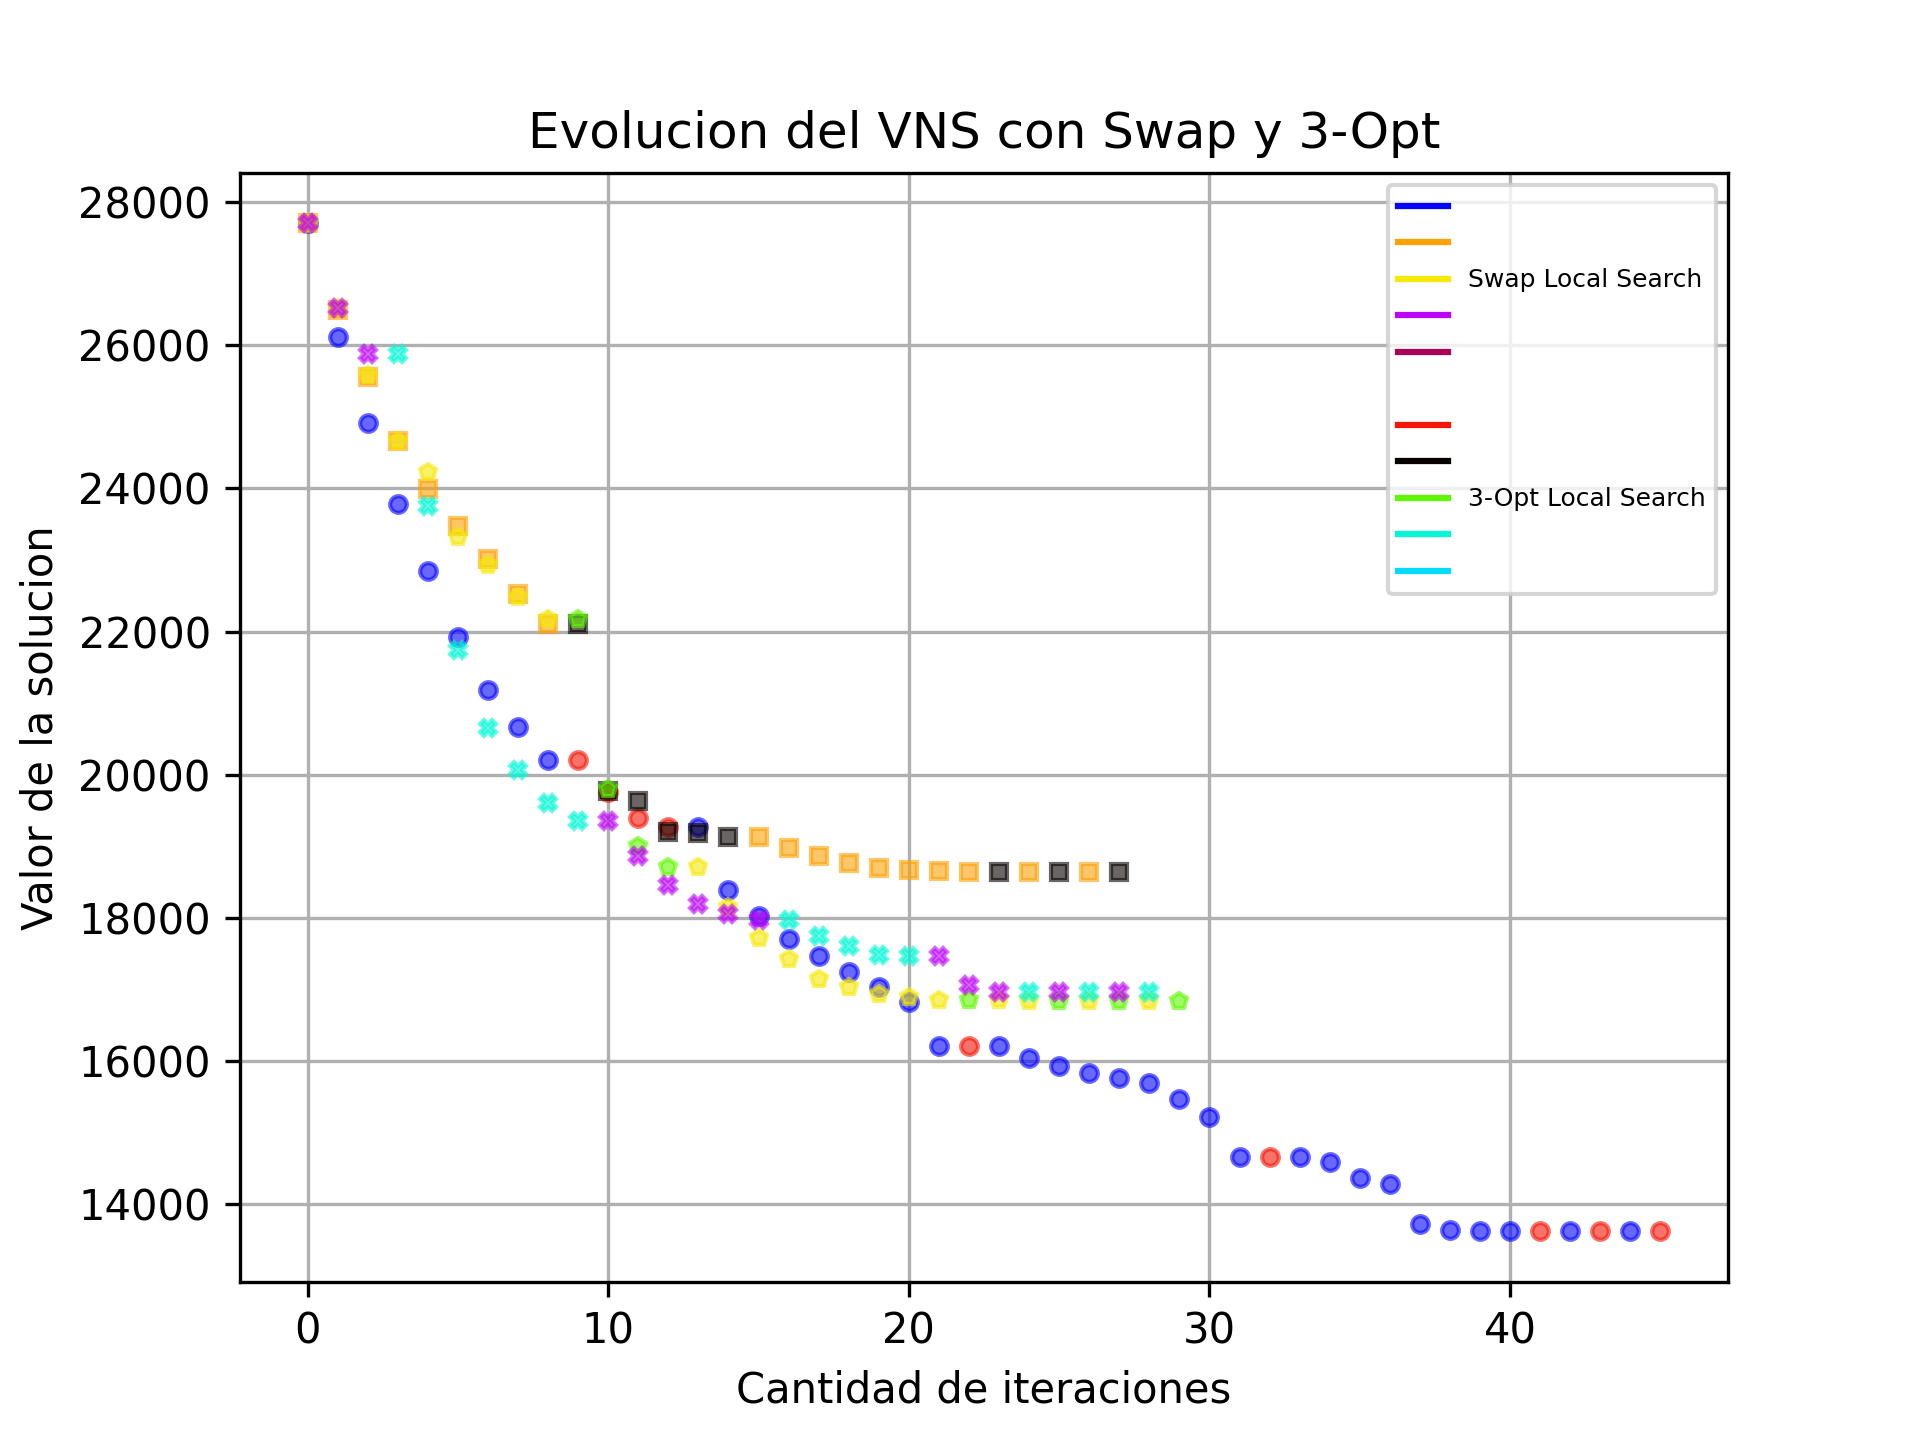 Evolucion del VNS con Swap y 3-Opt
28000
26000
24000
22000
20000
18000
16000
14000
Valor de la solucion
Swap Local Search
3-Opt Local Search
0 10 20 30 40
Cantidad de iteraciones